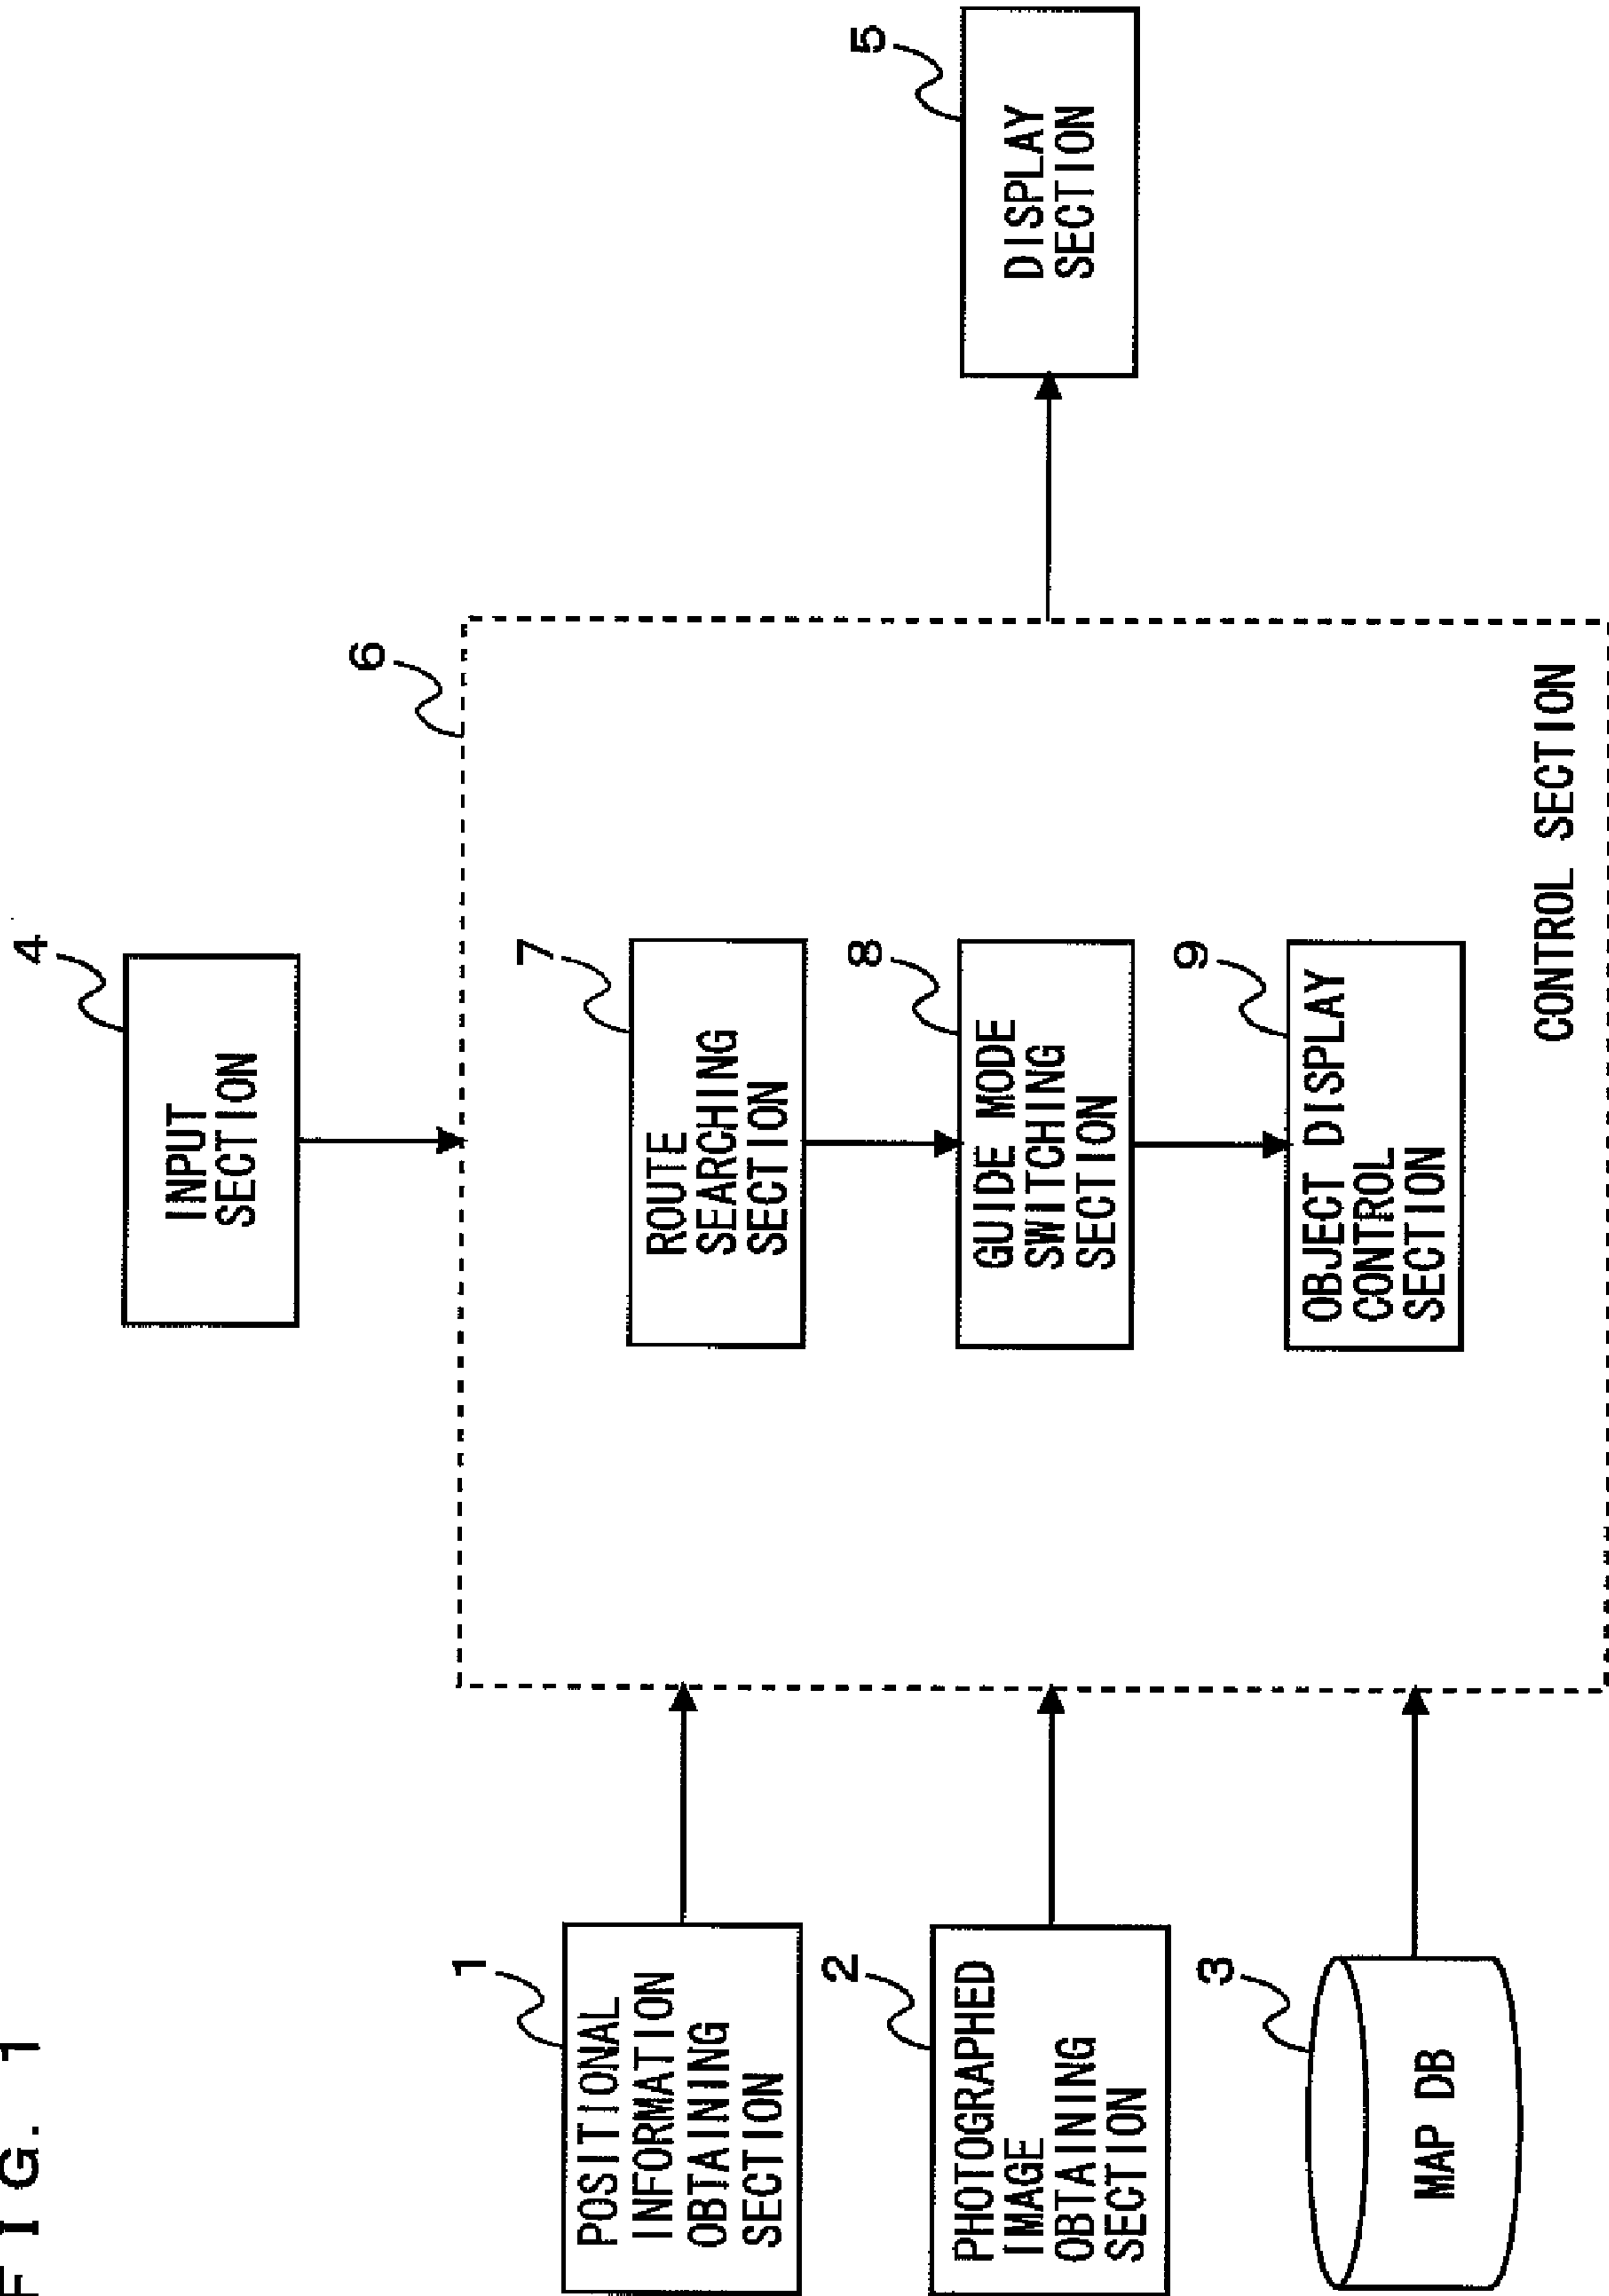 FIG. 1
4
INPUT
SECTION
6
1
POSITIONAL
INFORMATION
OBTAINING
SECTION
7
ROUTE
SEARCHING
SECTION
2
PHOTOGRAPHED
IMAGE
OBTAINING
SECTION
8
GUIDE MODE
SWITCHING
SECTION
5
DISPLAY
SECTION
3
MAP DB
9
OBJECT DISPLAY
CONTROL
SECTION
CONTROL SECTION